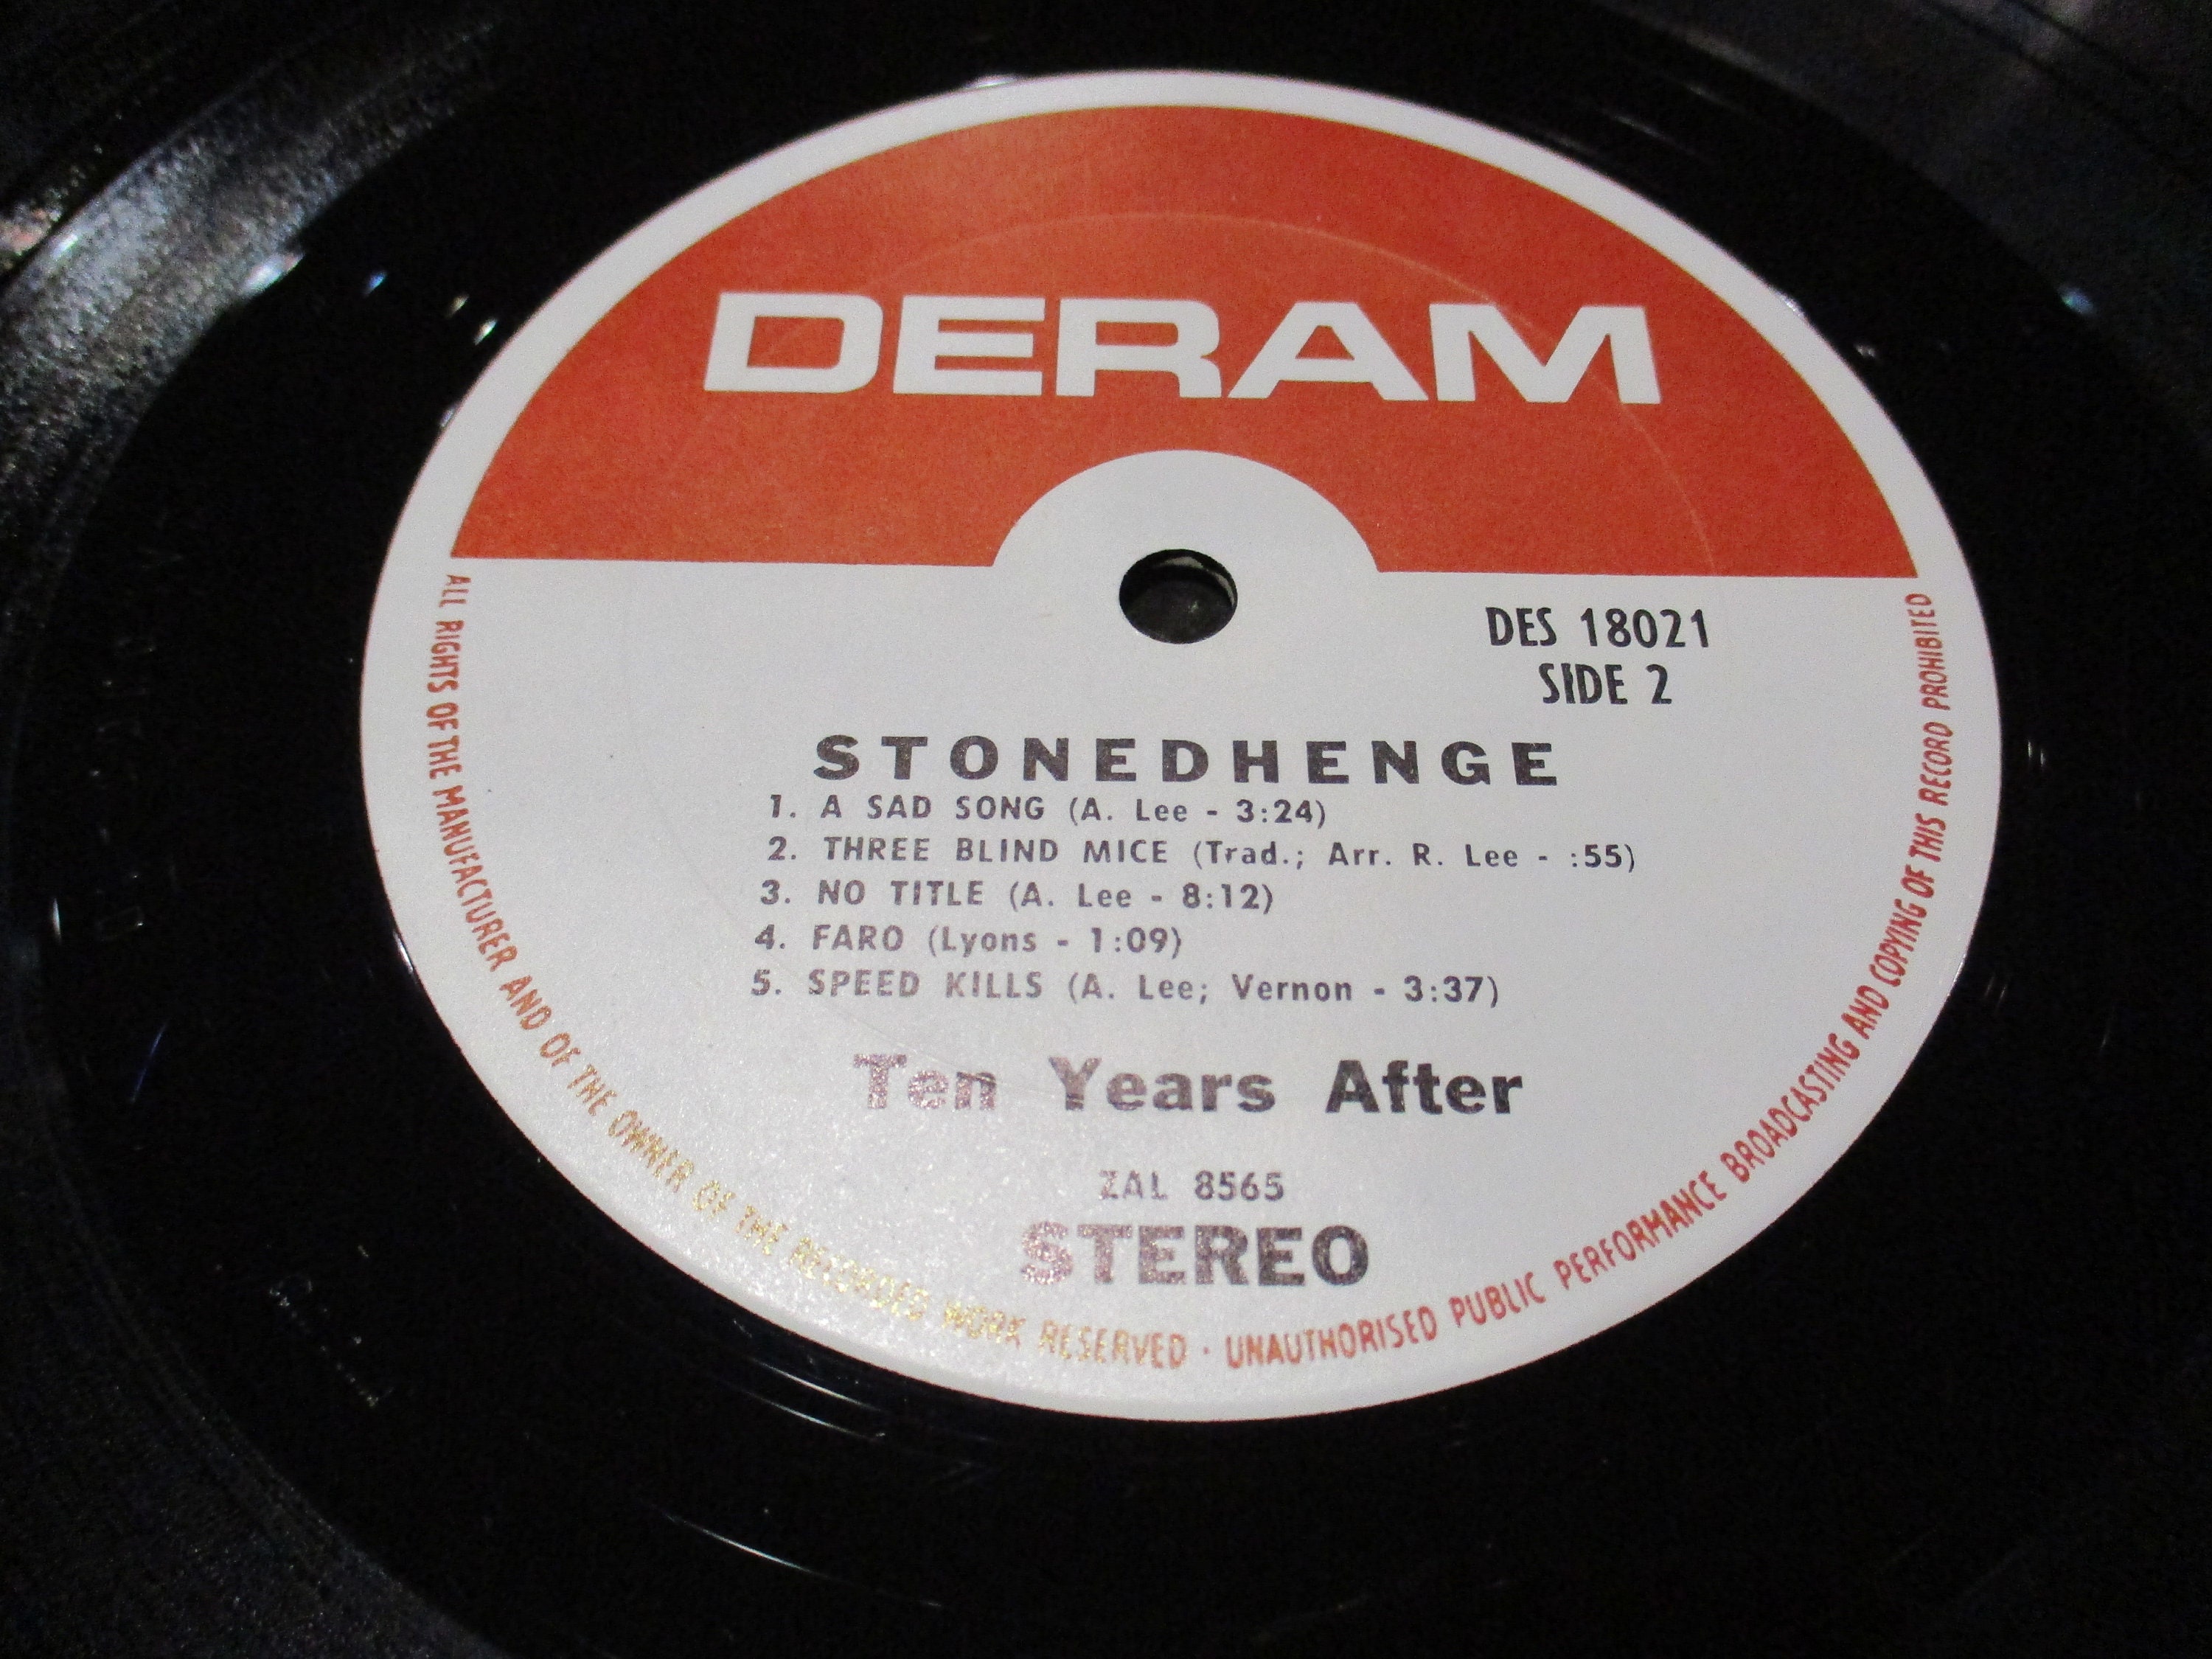 DERAM
DES 18021
SIDE 2
STONEDHENGE
1. A SAD SONG (A. Lee - 3:24)
2. THREE BLIND MICE (Trad.; Arr. R. Lee - :55)
3. NO TITLE (A. Lee - 8:12)
4. FARO (Lyons - 1:09)
5. SPEED KILLS (A. Lee; Vernon - 3:37)
Ten Years After
ZAL 8565
STEREO
ALL RIGHTS OF THE MANUFACTURER AND OF THE OWNER OF THE RECORDED WORK RESERVED · UNAUTHORISED PUBLIC PERFORMANCE BROADCASTING AND COPYING OF THIS RECORD PROHIBITED